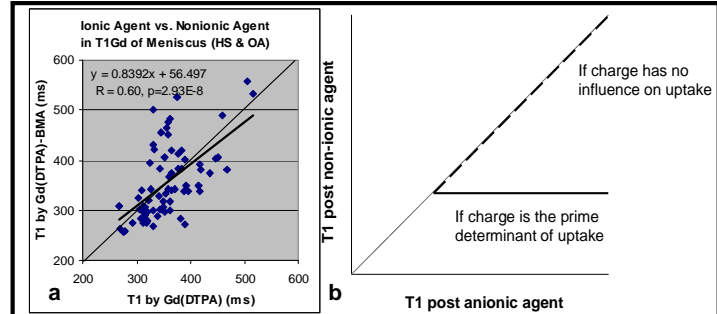 Ionic Agent vs. Nonionic Agent
in T1Gd of Meniscus (HS & OA)
y = 0.8392x + 56.497
R = 0.60, p=2.93E-8
T1 by Gd(DTPA)-BMA (ms)
600
500
400
300
200
200 300 400 500 600
T1 by Gd(DTPA) (ms)
a
T1 post non-ionic agent
If charge has no
influence on uptake
If charge is the prime
determinant of uptake
b
T1 post anionic agent